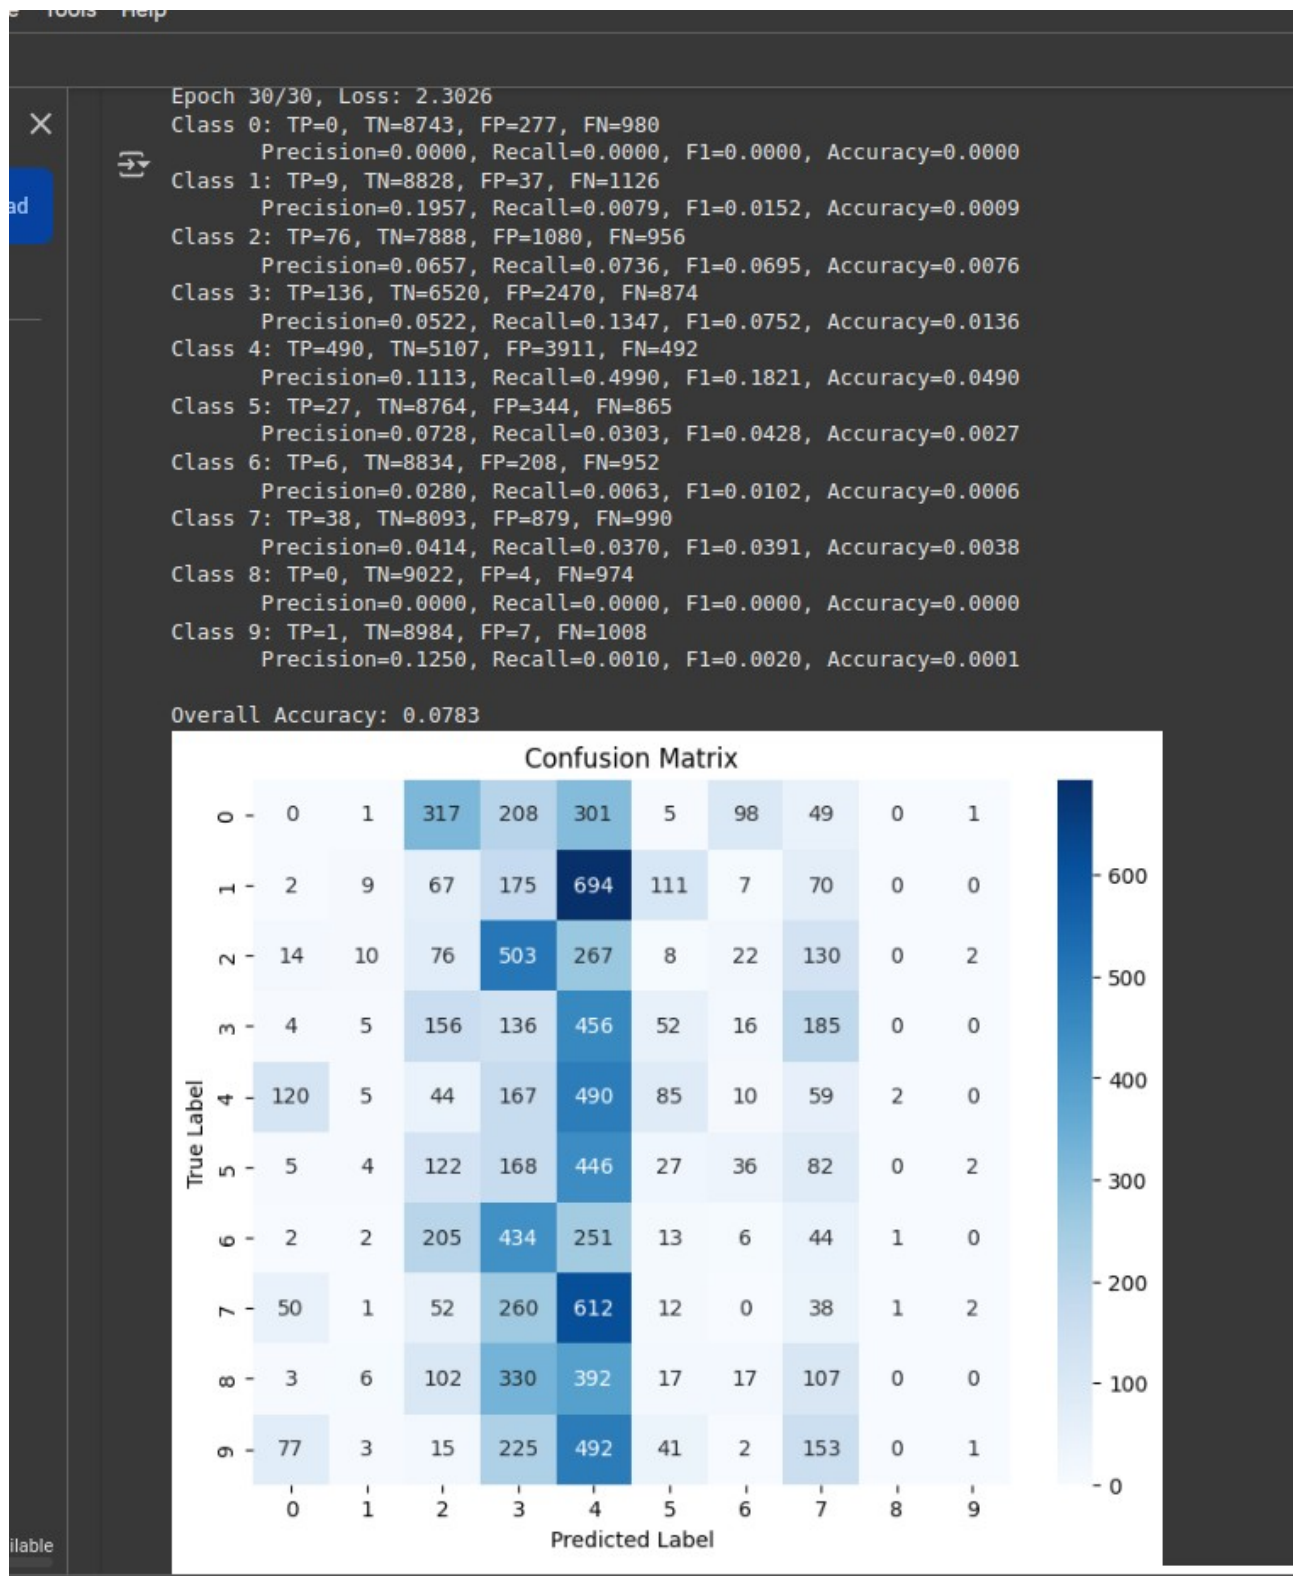 Tools Help
ad
Epoch 30/30, Loss: 2.3026
Class 0: TP=0, TN=8743, FP=277, FN=980
Precision=0.0000, Recall=0.0000, F1=0.0000, Accuracy=0.0000
Class 1: TP=9, TN=8828, FP=37, FN=1126
Precision=0.1957, Recall=0.0079, F1=0.0152, Accuracy=0.0009
Class 2: TP=76, TN=7888, FP=1080, FN=956
Precision=0.0657, Recall=0.0736, F1=0.0695, Accuracy=0.0076
Class 3: TP=136, TN=6520, FP=2470, FN=874
Precision=0.0522, Recall=0.1347, F1=0.0752, Accuracy=0.0136
Class 4: TP=490, TN=5107, FP=3911, FN=492
Precision=0.1113, Recall=0.4990, F1=0.1821, Accuracy=0.0490
Class 5: TP=27, TN=8764, FP=344, FN=865
Precision=0.0728, Recall=0.0303, F1=0.0428, Accuracy=0.0027
Class 6: TP=6, TN=8834, FP=208, FN=952
Precision=0.0280, Recall=0.0063, F1=0.0102, Accuracy=0.0006
Class 7: TP=38, TN=8093, FP=879, FN=990
Precision=0.0414, Recall=0.0370, F1=0.0391, Accuracy=0.0038
Class 8: TP=0, TN=9022, FP=4, FN=974
Precision=0.0000, Recall=0.0000, F1=0.0000, Accuracy=0.0000
Class 9: TP=1, TN=8984, FP=7, FN=1008
Precision=0.1250, Recall=0.0010, F1=0.0020, Accuracy=0.0001
Overall Accuracy: 0.0783
Confusion Matrix
0 0 1 317 208 301 5 98 49 0 1
1 2 9 67 175 694 111 7 70 0 0
2 14 10 76 503 267 8 22 130 0 2
3 4 5 156 136 456 52 16 185 0 0
4 120 5 44 167 490 85 10 59 2 0
5 5 4 122 168 446 27 36 82 0 2
6 2 2 205 434 251 13 6 44 1 0
7 50 1 52 260 612 12 0 38 1 2
8 3 6 102 330 392 17 17 107 0 0
9 77 3 15 225 492 41 2 153 0 1
0 1 2 3 4 5 6 7 8 9
Predicted Label
True Label
600
500
400
300
200
100
0
ilable